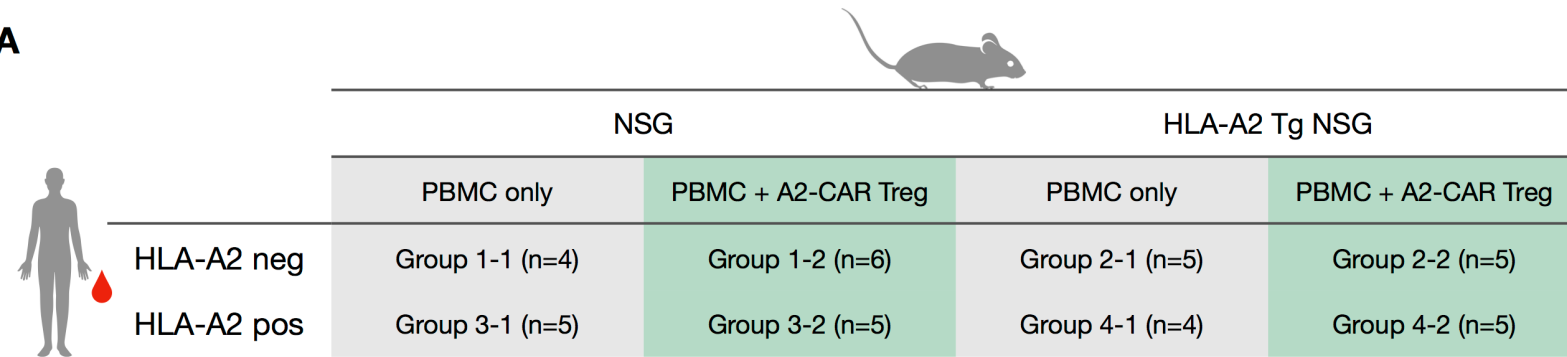 A
NSG HLA-A2 Tg NSG
PBMC only PBMC + A2-CAR Treg PBMC only PBMC + A2-CAR Treg
HLA-A2 neg Group 1-1 (n=4) Group 1-2 (n=6) Group 2-1 (n=5) Group 2-2 (n=5)
HLA-A2 pos Group 3-1 (n=5) Group 3-2 (n=5) Group 4-1 (n=4) Group 4-2 (n=5)